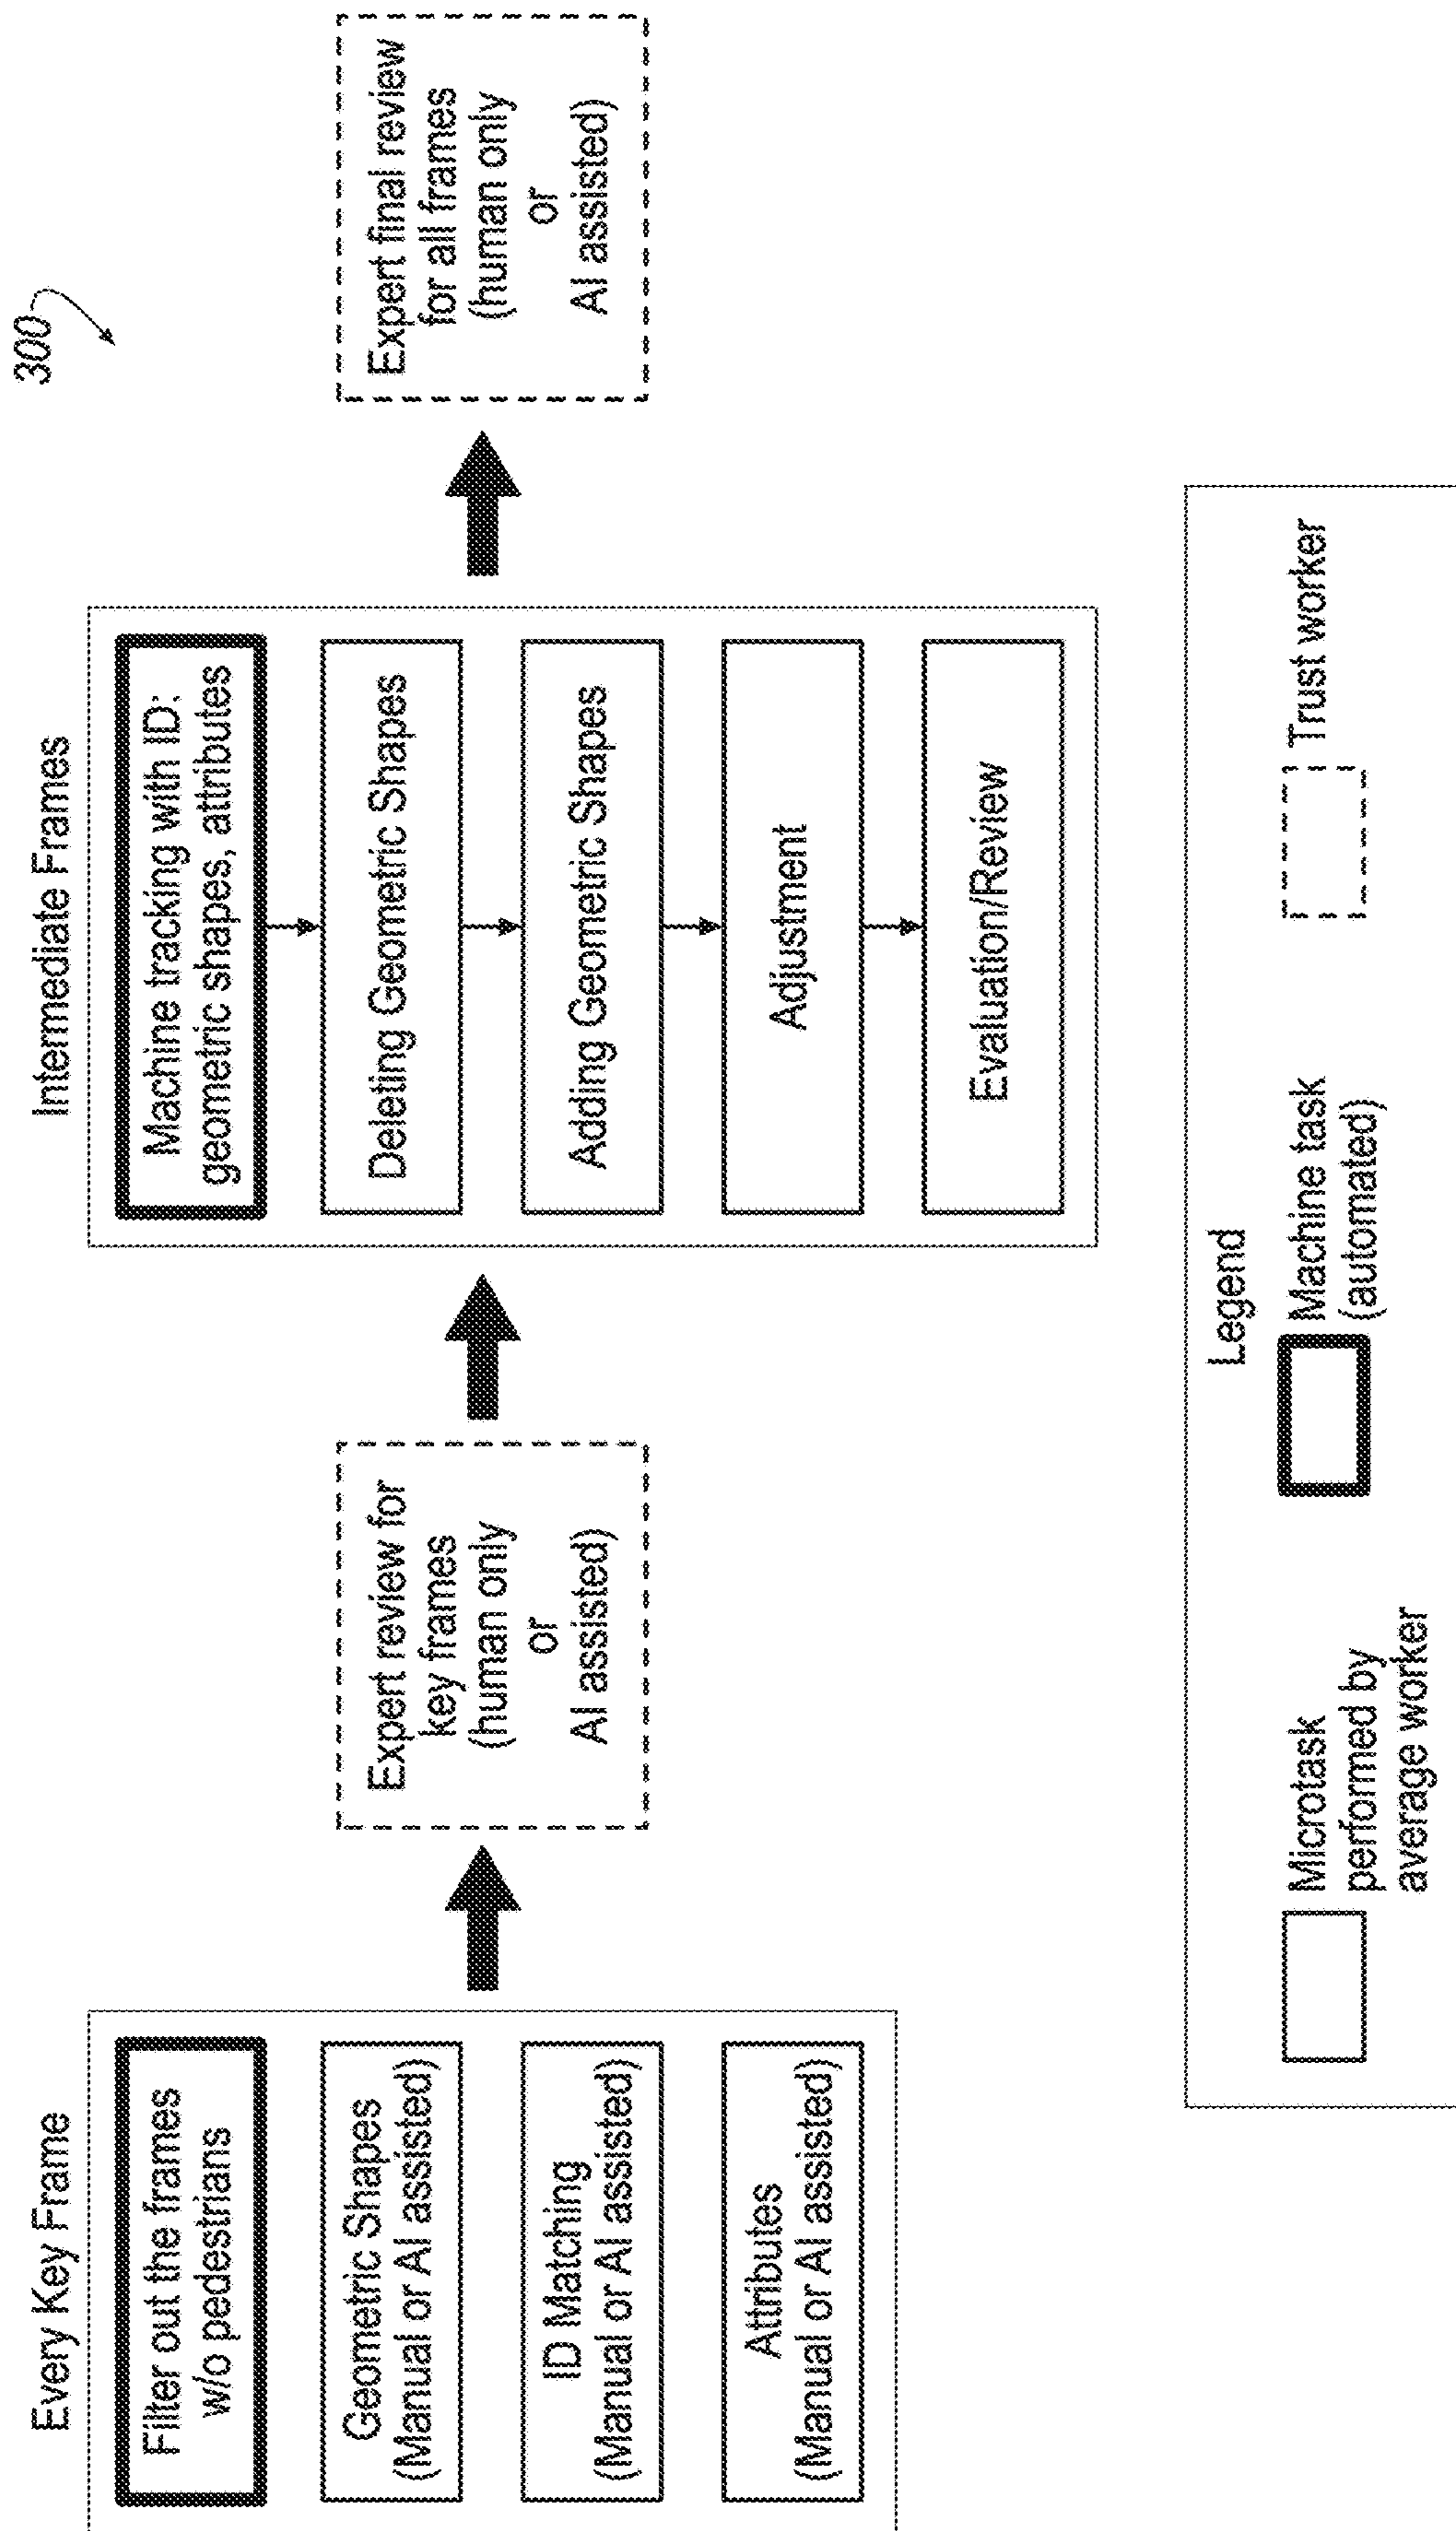 300
Every Key Frame
Filter out the frames
w/o pedestrians
Geometric Shapes
(Manual or AI assisted)
ID Matching
(Manual or AI assisted)
Attributes
(Manual or AI assisted)
Expert review for
key frames
(human only
or
AI assisted)
Intermediate Frames
Machine tracking with ID:
geometric shapes, attributes
Deleting Geometric Shapes
Adding Geometric Shapes
Adjustment
Evaluation/Review
Expert final review
for all frames
(human only
or
AI assisted)
Legend
Microtask
performed by
average worker
Machine task
(automated)
Trust worker